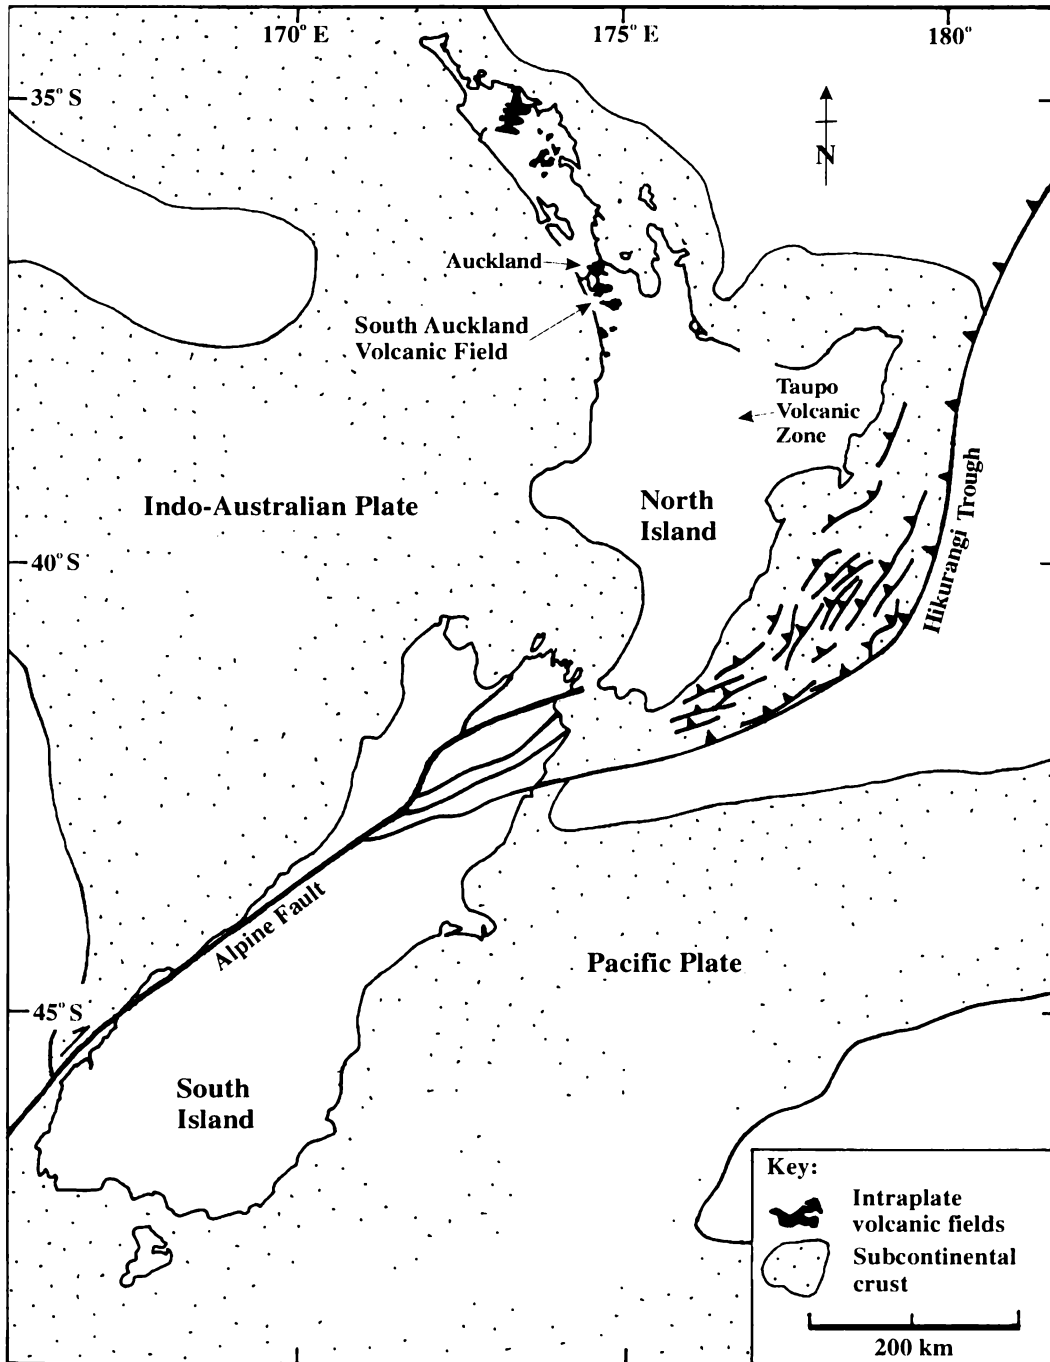 170° E
175° E
180°
35° S
N
Auckland
South Auckland
Volcanic Field
Taupo
Volcanic
Zone
Indo-Australian Plate
North
Island
Hikurangi Trough
40° S
Alpine Fault
Pacific Plate
45° S
South
Island
Key:
Intraplate
volcanic fields
Subcontinental
crust
200 km